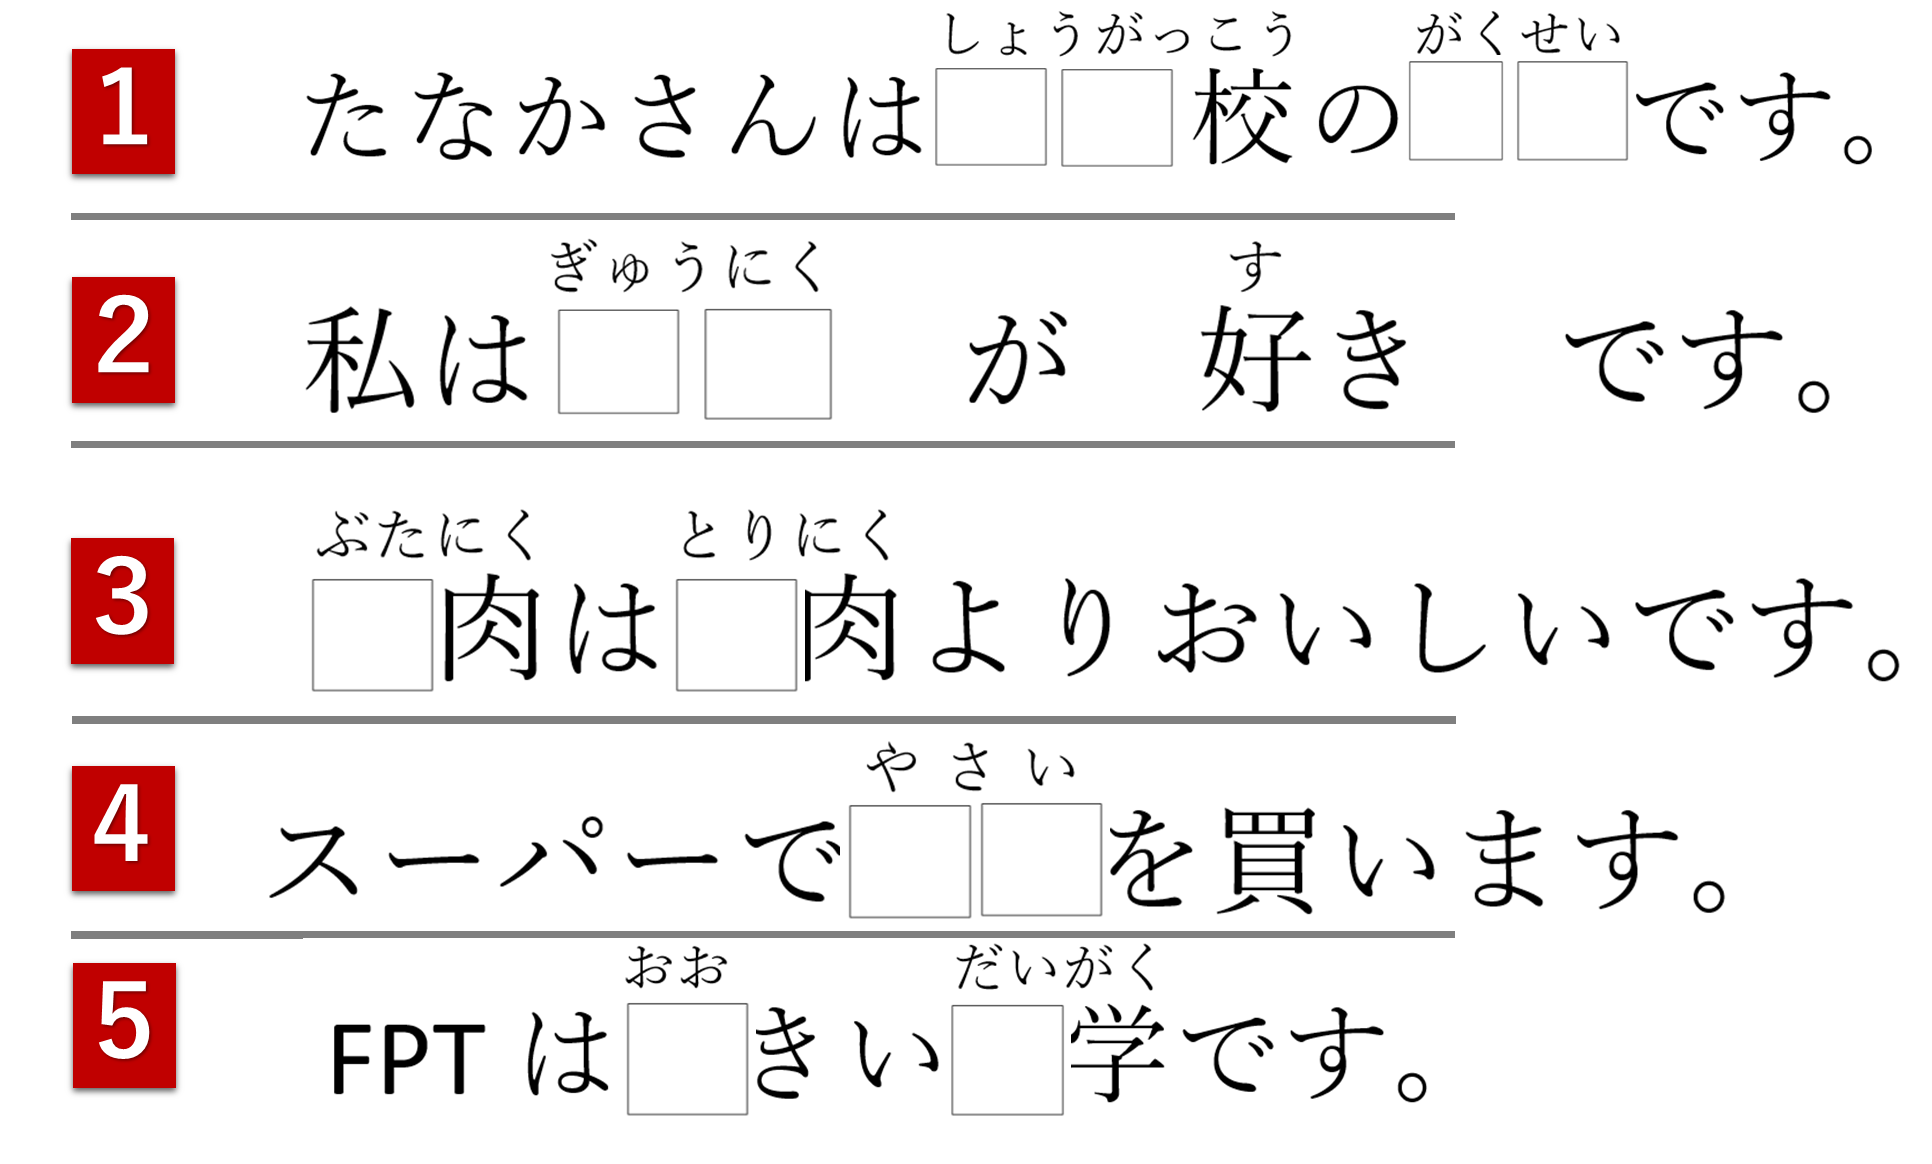 しょうがっこう がくせい
1 たなかさんは□□校の□□です。
ぎゅうにく す
2 私は□□が好きです。
ぶたにく とりにく
3 □肉は□肉よりおいしいです。
やさい
4 スーパーで□□を買います。
おお だいがく
5 FPTは□きい□学です。